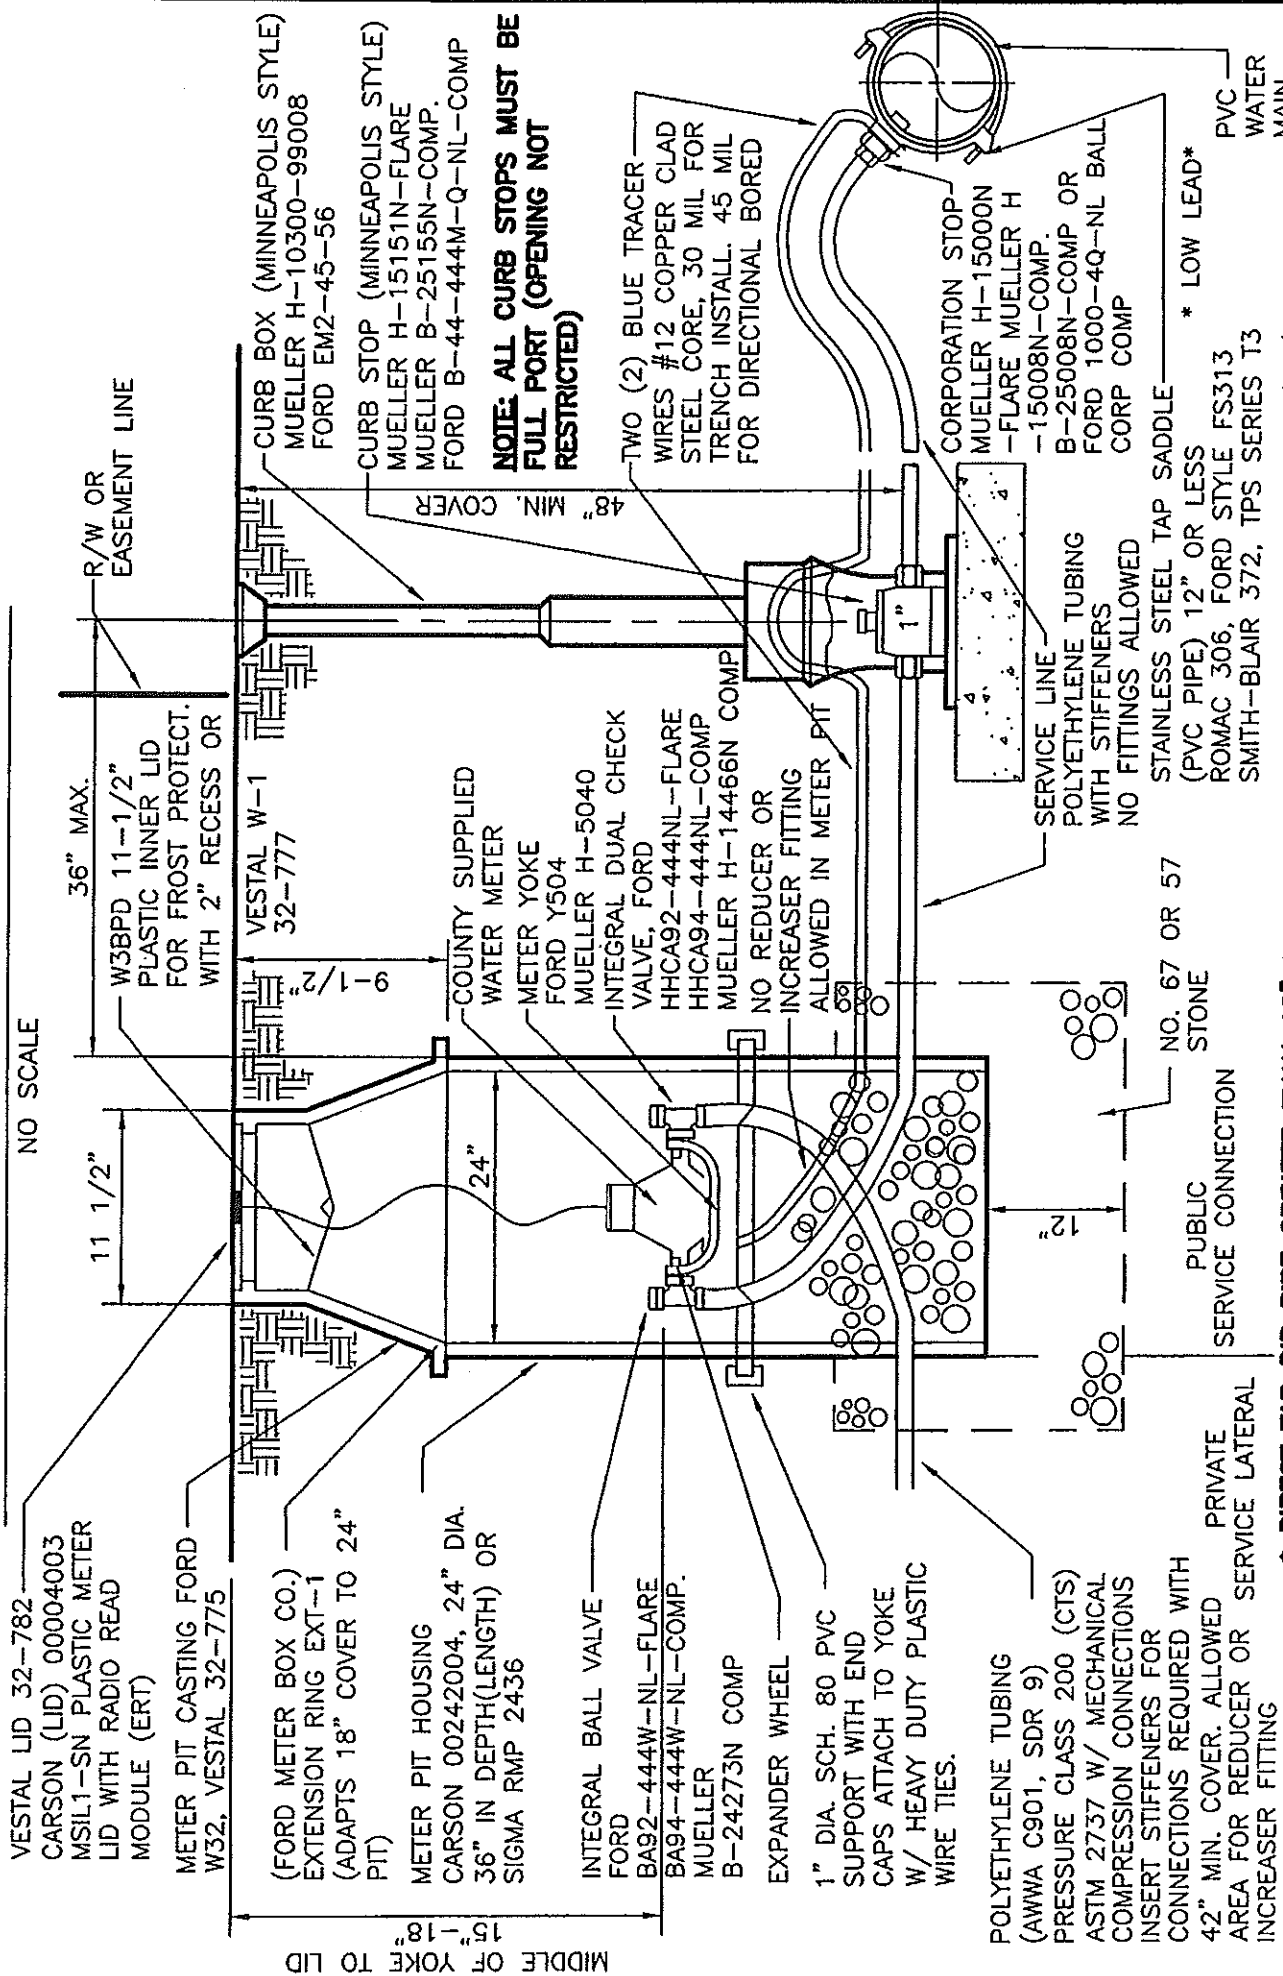 NO SCALE
VESTAL LID 32-782
CARSON (LID) 00004003
MSIL1-SN PLASTIC METER
LID WITH RADIO READ
MODULE (ERT)
METER PIT CASTING FORD
W32, VESTAL 32-775
(FORD METER BOX CO.)
EXTENSION RING EXT-1
(ADAPTS 18" COVER TO 24"
PIT)
METER PIT HOUSING
CARSON 00242004, 24" DIA.
36" IN DEPTH(LENGTH) OR
SIGMA RMP 2436
INTEGRAL BALL VALVE
FORD
BA92-444W-NL-FLARE
BA94-444W-NL-COMP.
MUELLER
B-24273N COMP
EXPANDER WHEEL
1" DIA. SCH. 80 PVC
SUPPORT WITH END
CAPS ATTACH TO YOKE
W/ HEAVY DUTY PLASTIC
WIRE TIES.
POLYETHYLENE TUBING
(AWWA C901, SDR 9)
PRESSURE CLASS 200 (CTS)
ASTM 2737 W/ MECHANICAL
COMPRESSION CONNECTIONS
INSERT STIFFENERS FOR
CONNECTIONS REQUIRED WITH
42" MIN. COVER. ALLOWED
AREA FOR REDUCER OR
INCREASER FITTING
PRIVATE
SERVICE LATERAL
MIDDLE OF YOKE TO LID
15"-18"
11 1/2"
24"
12"
36" MAX.
9-1/2"
W3BPD 11-1/2"
PLASTIC INNER LID
FOR FROST PROTECT.
WITH 2" RECESS OR
VESTAL W-1
32-777
COUNTY SUPPLIED
WATER METER
METER YOKE
FORD Y504
MUELLER H-5040
INTEGRAL DUAL CHECK
VALVE, FORD
HHCA92-444NL-FLARE
HHCA94-444NL-COMP
MUELLER H-14466N COMP
NO REDUCER OR
INCREASER FITTING
ALLOWED IN METER PIT
NO. 67 OR 57
STONE
PUBLIC
SERVICE CONNECTION
R/W OR
EASEMENT LINE
CURB BOX (MINNEAPOLIS STYLE)
MUELLER H-10300-99008
FORD EM2-45-56
CURB STOP (MINNEAPOLIS STYLE)
MUELLER H-15151N-FLARE
MUELLER B-25155N-COMP.
FORD B-44-444M-Q-NL-COMP
NOTE: ALL CURB STOPS MUST BE
FULL PORT (OPENING NOT
RESTRICTED)
48" MIN. COVER
1"
TWO (2) BLUE TRACER
WIRES #12 COPPER CLAD
STEEL CORE, 30 MIL FOR
TRENCH INSTALL. 45 MIL
FOR DIRECTIONAL BORED
CORPORATION STOP
MUELLER H-15000N
-FLARE MUELLER H
-15008N-COMP.
B-25008N-COMP OR
FORD 1000-4Q-NL BALL
CORP COMP
SERVICE LINE
POLYETHYLENE TUBING
WITH STIFFENERS
NO FITTINGS ALLOWED
STAINLESS STEEL TAP SADDLE
(PVC PIPE) 12" OR LESS
ROMAC 306, FORD STYLE FS313
SMITH-BLAIR 372, TPS SERIES T3
* LOW LEAD*
PVC
WATER
MAIN